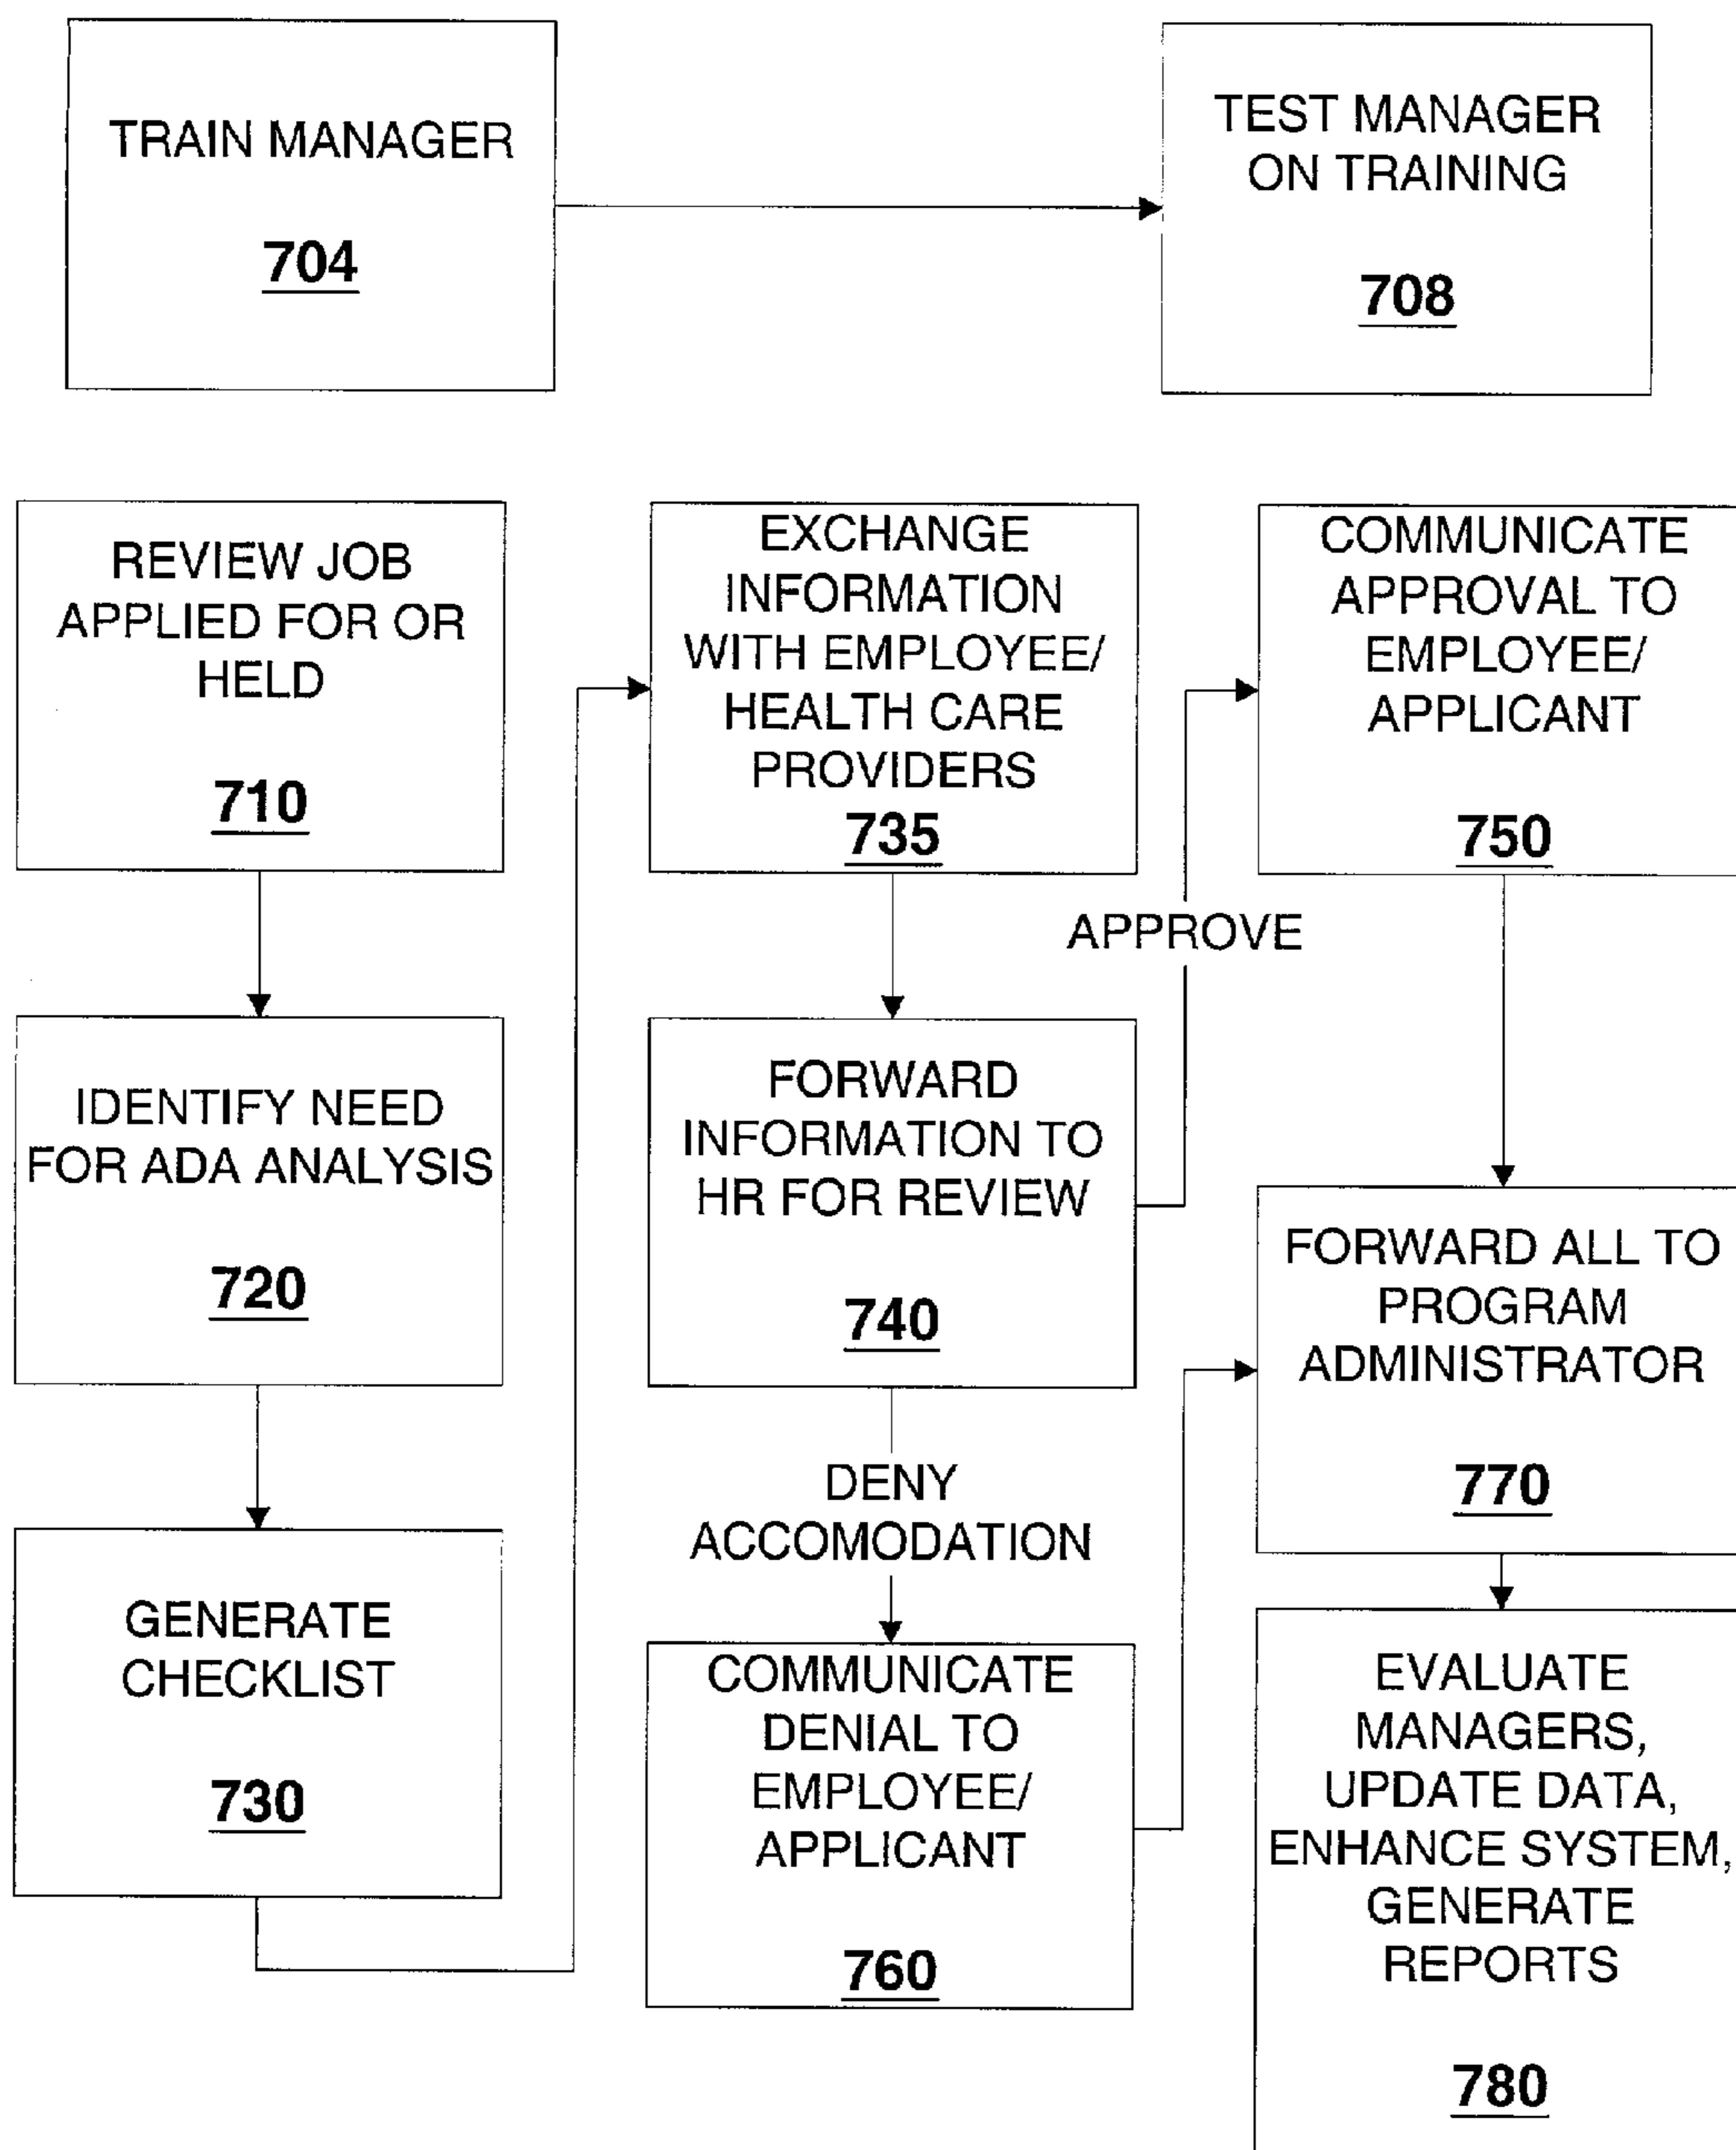 TRAIN MANAGER
704
TEST MANAGER
ON TRAINING
708
REVIEW JOB
APPLIED FOR OR
HELD
710
IDENTIFY NEED
FOR ADA ANALYSIS
720
GENERATE
CHECKLIST
730
EXCHANGE
INFORMATION
WITH EMPLOYEE/
HEALTH CARE
PROVIDERS
735
FORWARD
INFORMATION TO
HR FOR REVIEW
740
APPROVE
DENY
ACCOMODATION
COMMUNICATE
APPROVAL TO
EMPLOYEE/
APPLICANT
750
COMMUNICATE
DENIAL TO
EMPLOYEE/
APPLICANT
760
FORWARD ALL TO
PROGRAM
ADMINISTRATOR
770
EVALUATE
MANAGERS,
UPDATE DATA,
ENHANCE SYSTEM,
GENERATE
REPORTS
780